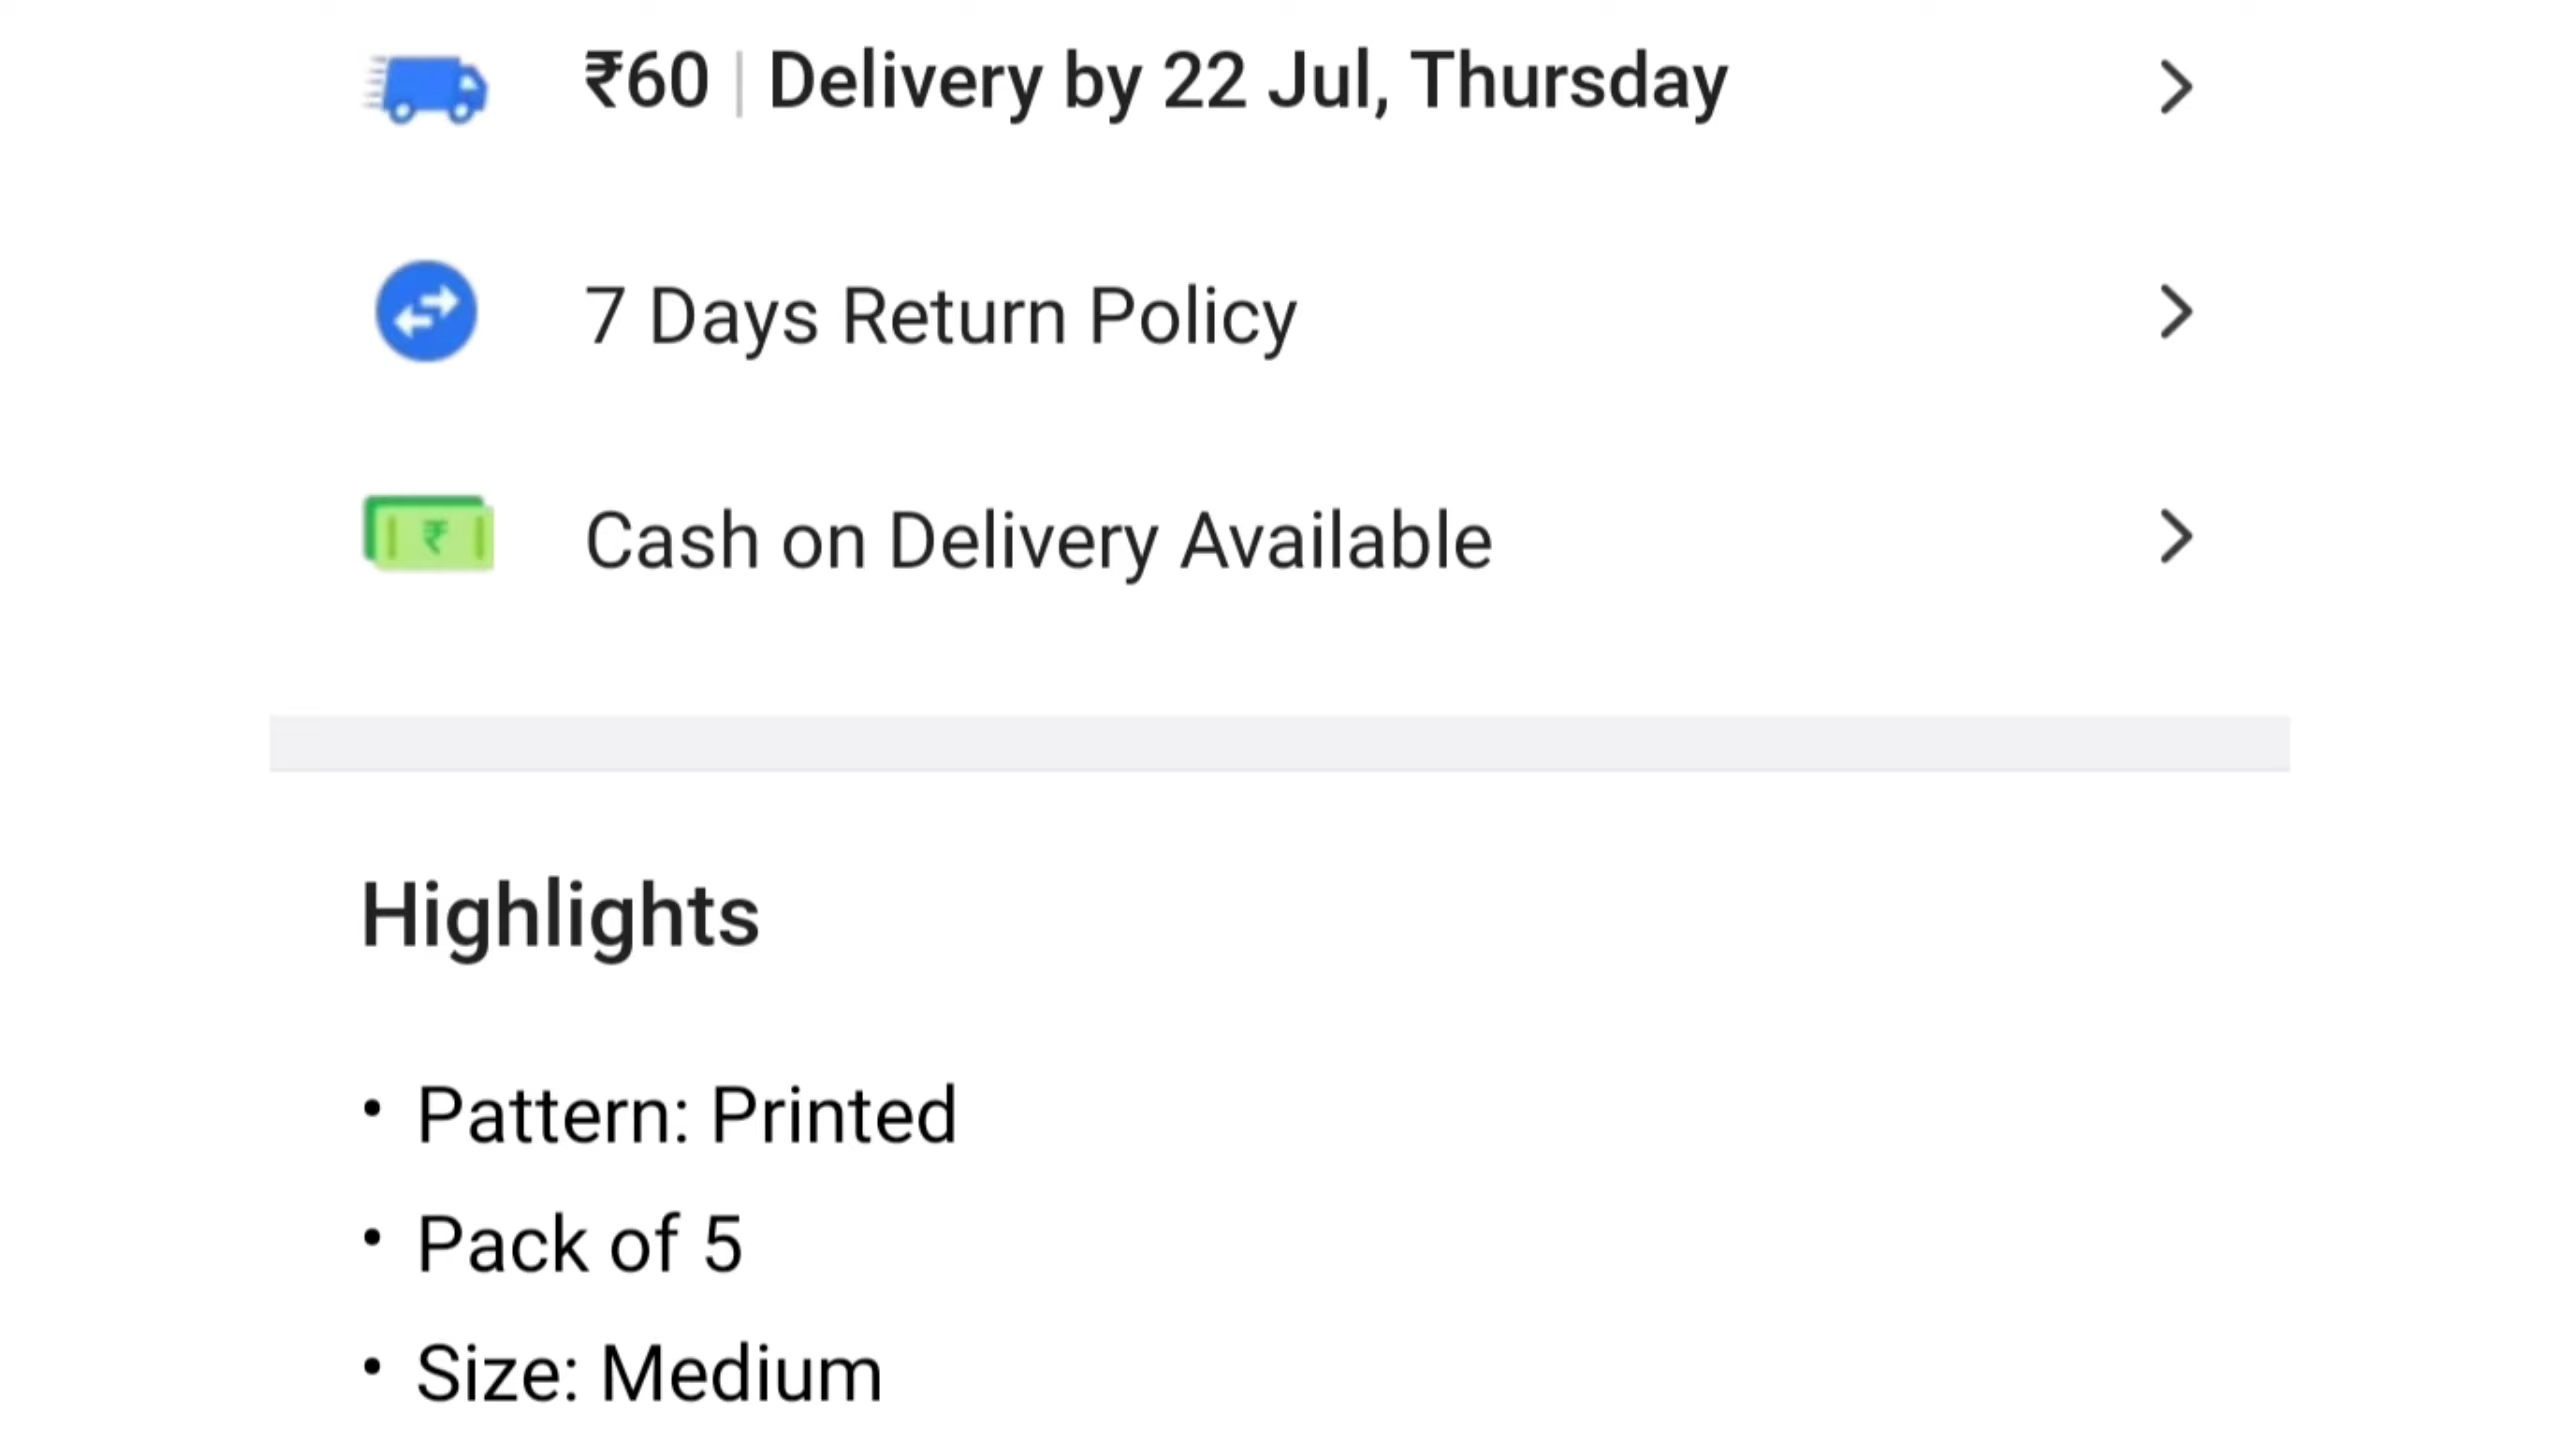 ₹60 | Delivery by 22 Jul, Thursday
7 Days Return Policy
₹
Cash on Delivery Available
Highlights
• Pattern: Printed
• Pack of 5
• Size: Medium